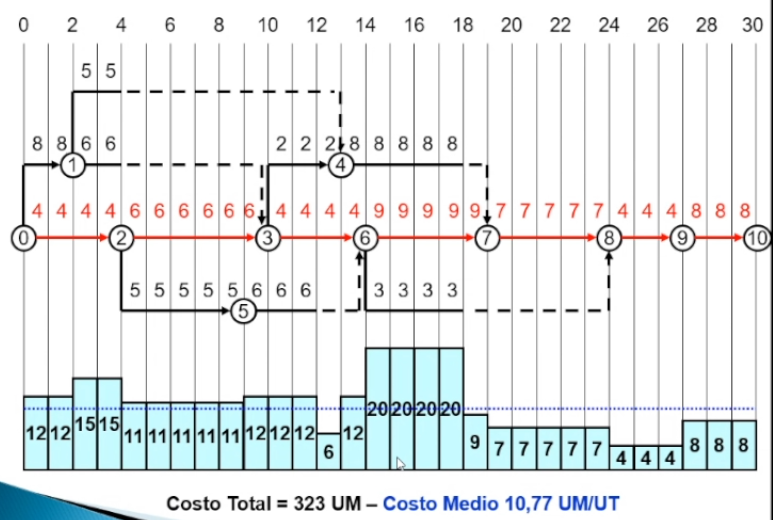 0 2 4 6 8 10 12 14 16 18 20 22 24 26 28 30
5 5
8 8 6 6 2 2 2 8 8 8 8 8
1 4
4 4 4 4 6 6 6 6 6 6 4 4 4 4 9 9 9 9 9 7 7 7 7 7 4 4 4 8 8 8
0 2 3 6 7 8 9 10
5 5 5 5 5 6 6 6 3 3 3 3
5
12 12 15 15 11 11 11 11 11 12 12 12 6 12 20 20 20 20 9 7 7 7 7 7 4 4 4 8 8 8
Costo Total = 323 UM – Costo Medio 10,77 UM/UT